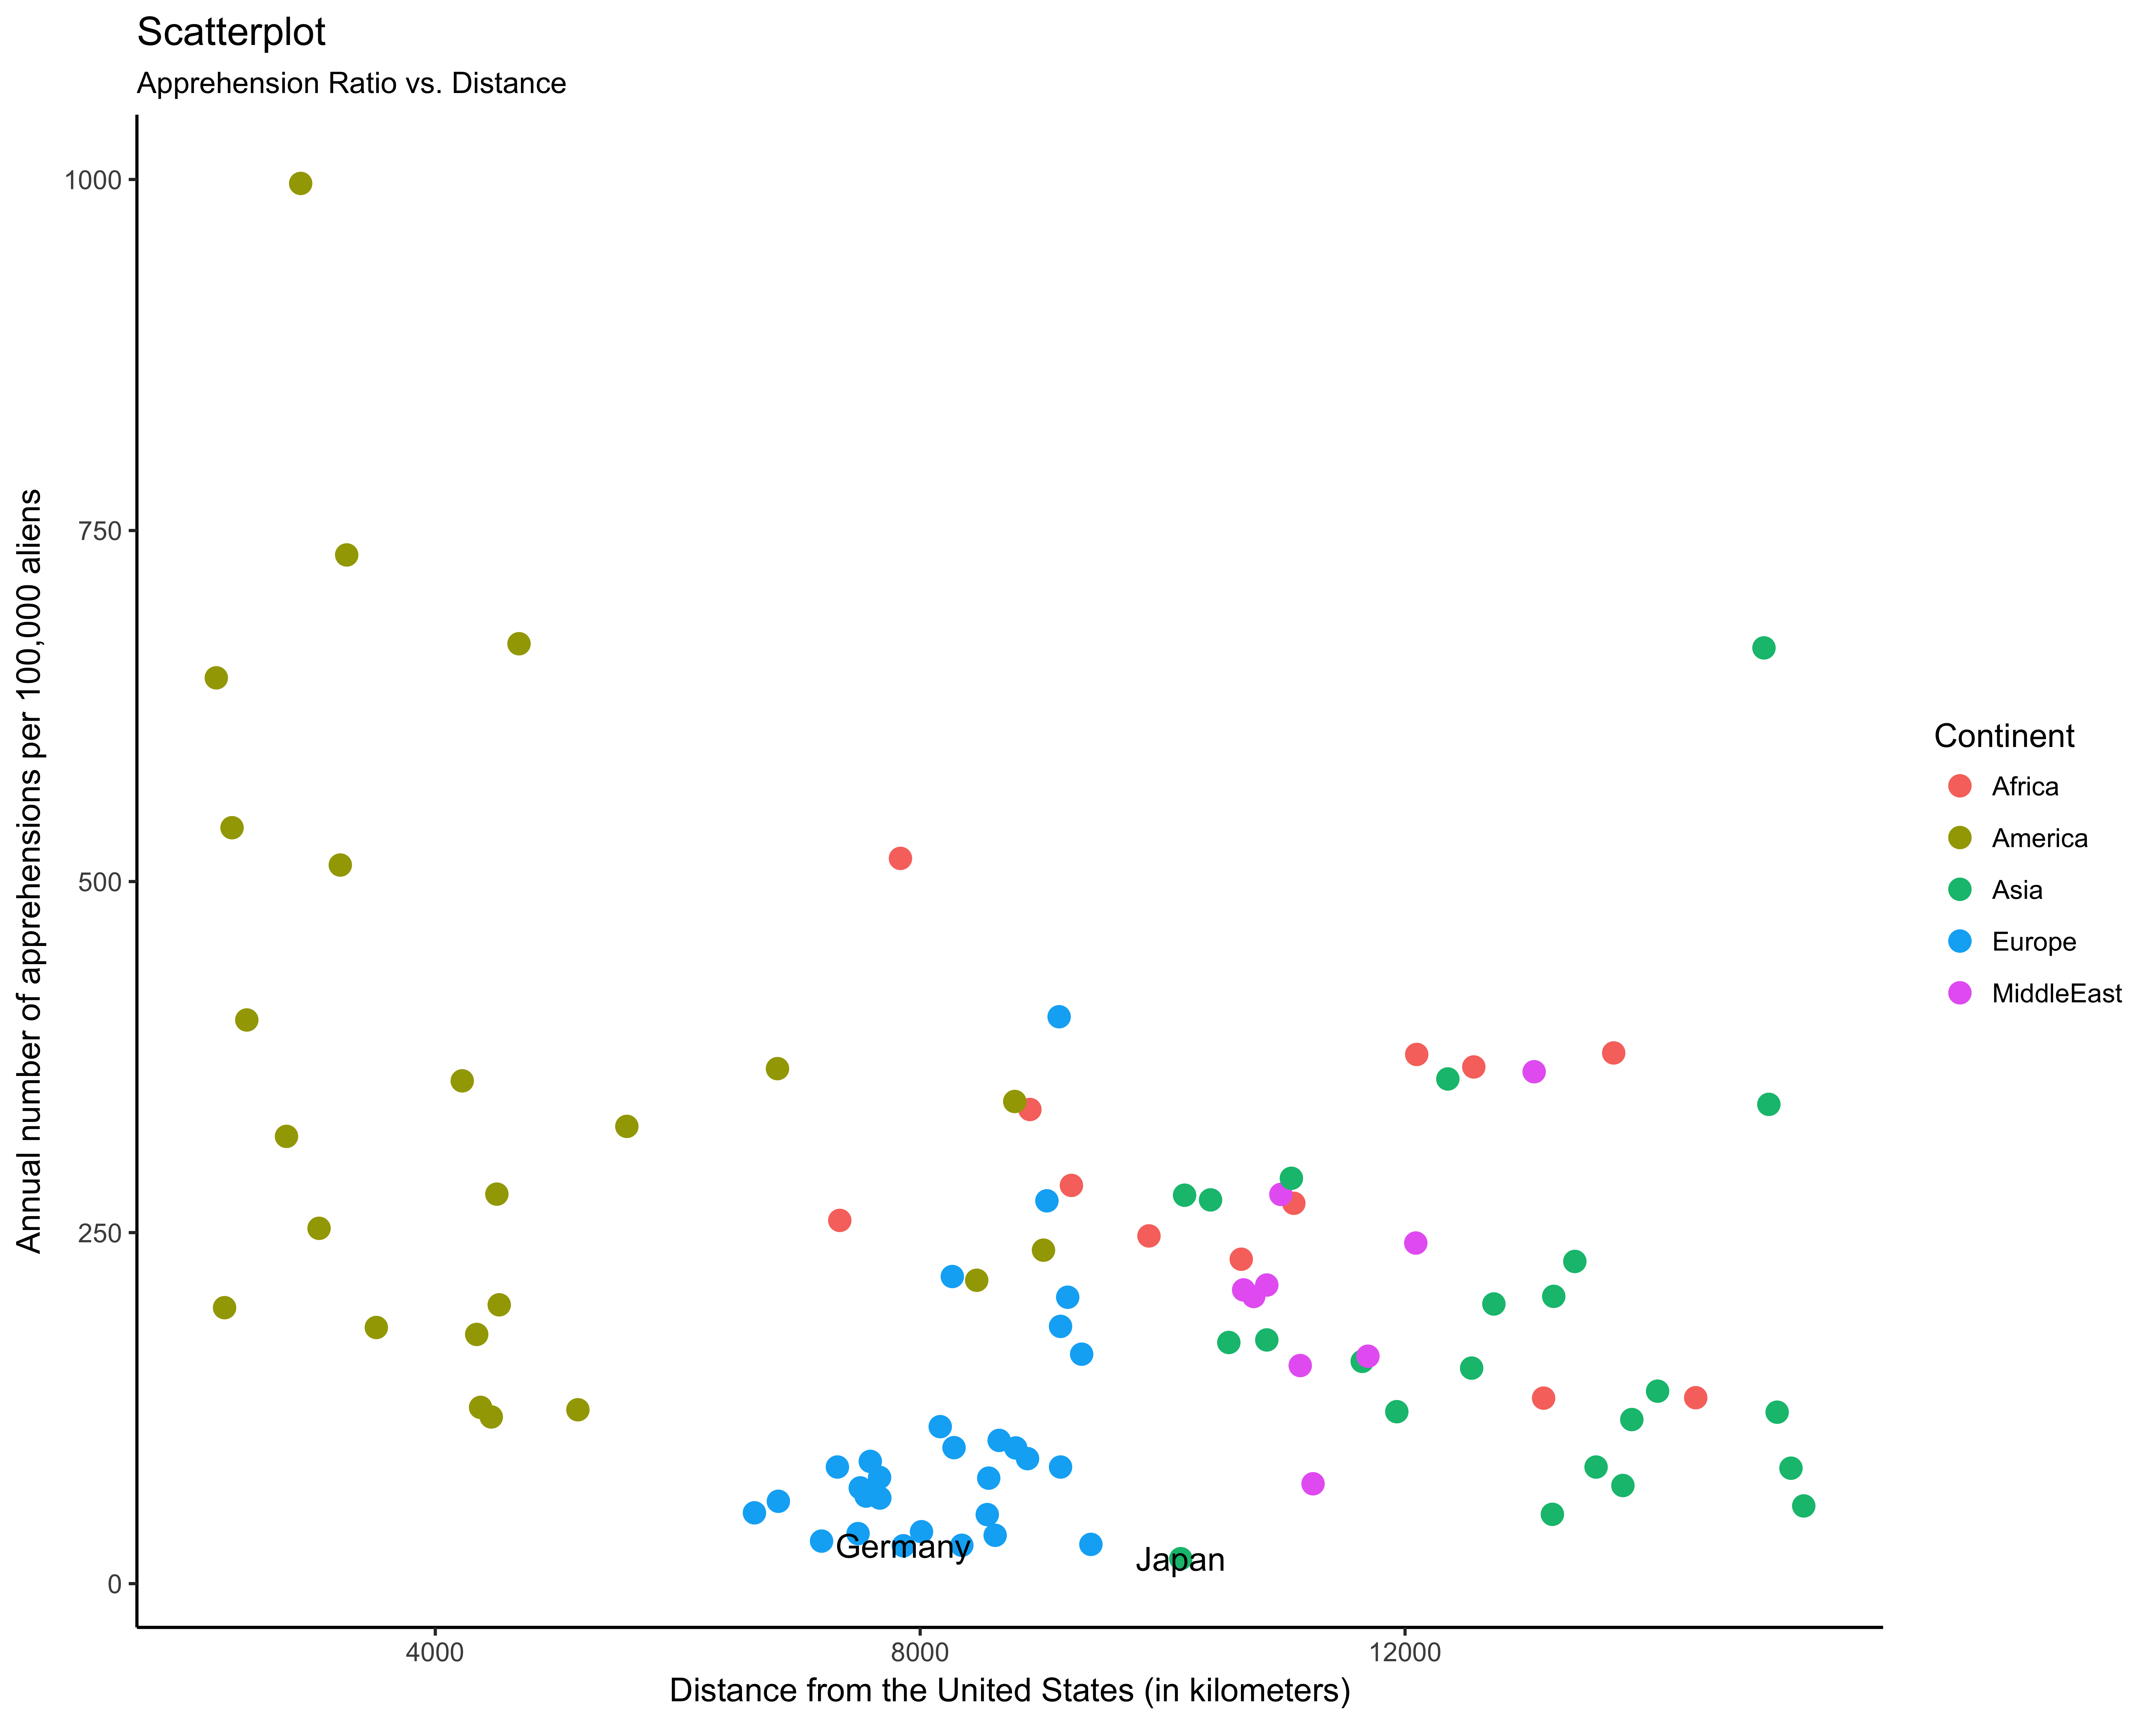 Scatterplot
Apprehension Ratio vs. Distance
Annual number of apprehensions per 100,000 aliens
1000
750
500
250
0
Germany
Japan
4000 8000 12000
Distance from the United States (in kilometers)
Continent
Africa
America
Asia
Europe
MiddleEast